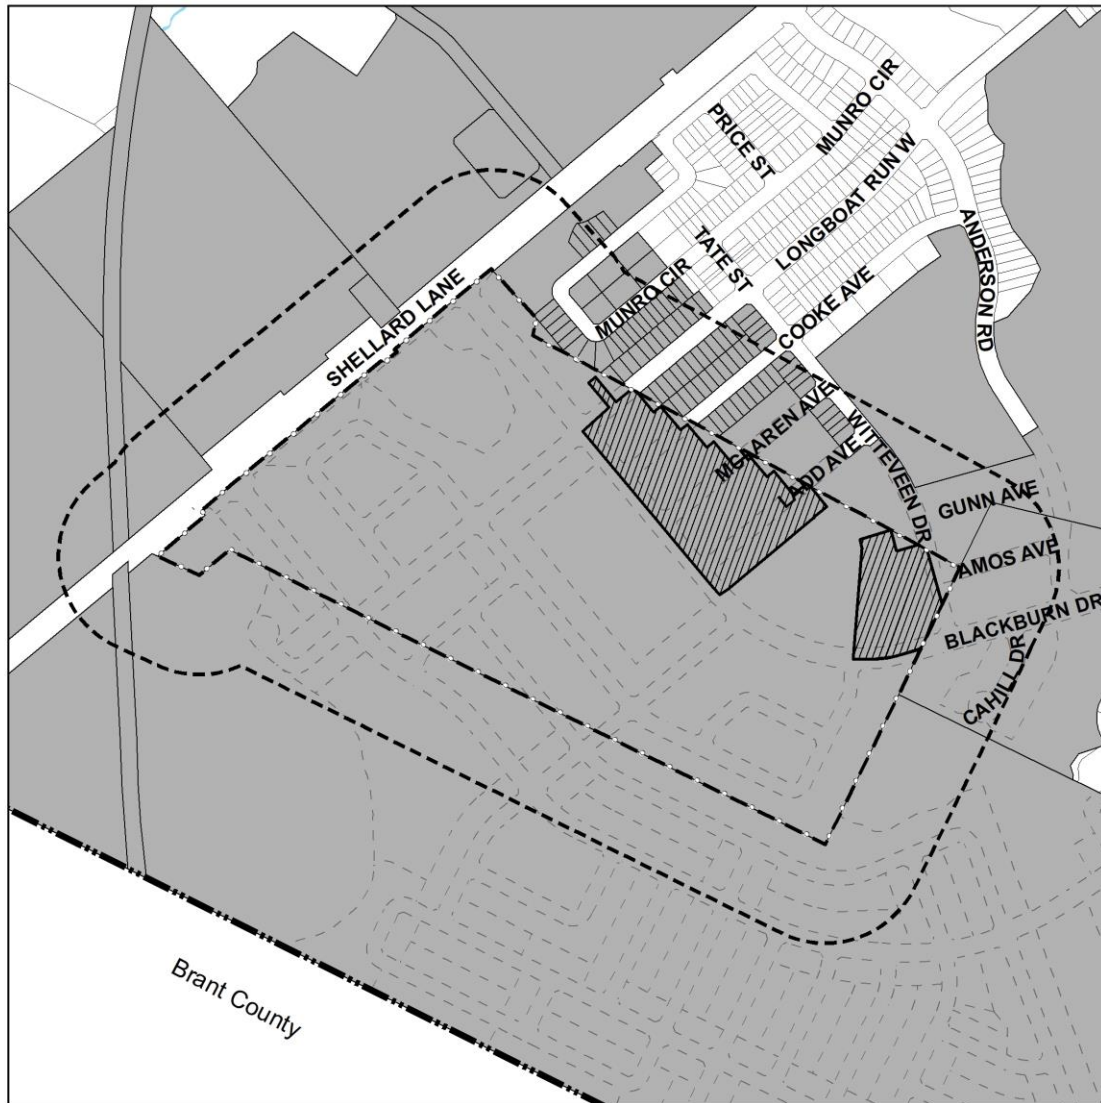 MUNRO CIR
PRICE ST
LONGBOAT RUN W
ANDERSON RD
TATE ST
MUNRO CIR
SHELLARD LANE
COOKE AVE
MCLAREN AVE
WITTEVEEN DR
LADD AVE
GUNN AVE
AMOS AVE
BLACKBURN DR
CAHILL DR
Brant County